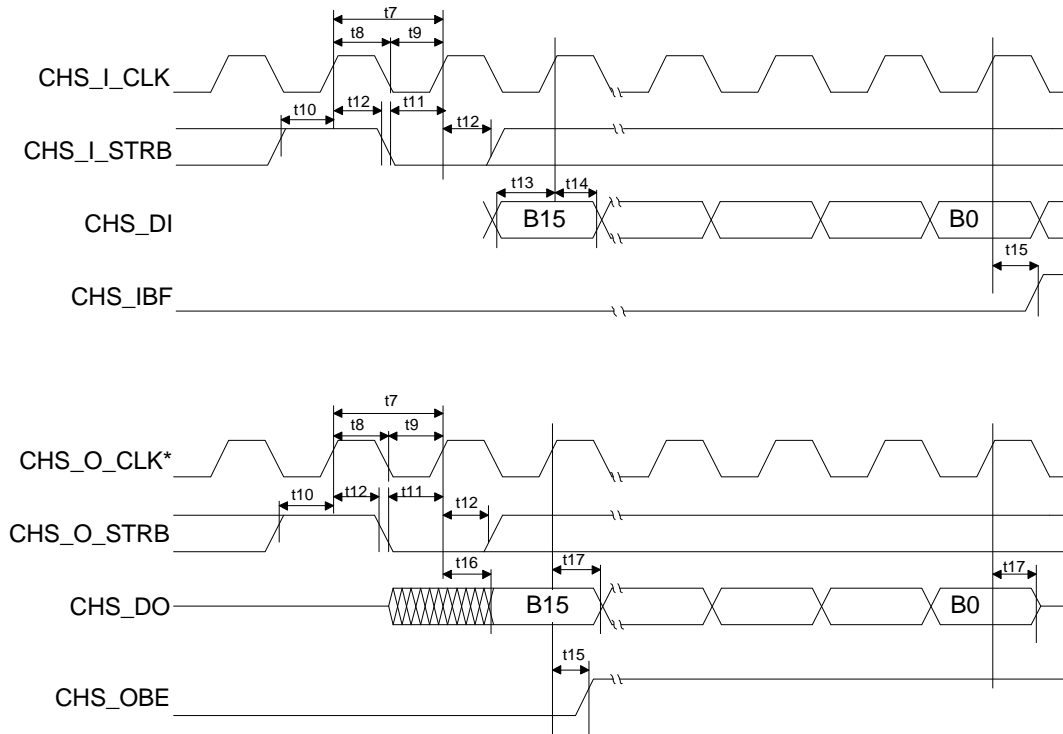 t7
t8 t9
CHS_I_CLK
t10 t12 t11 t12
CHS_I_STRB
t13 t14
CHS_DI B15 B0
t15
CHS_IBF
t7
t8 t9
CHS_O_CLK*
t10 t12 t11 t12
CHS_O_STRB
t16 t17 t17
CHS_DO B15 B0
t15
CHS_OBE